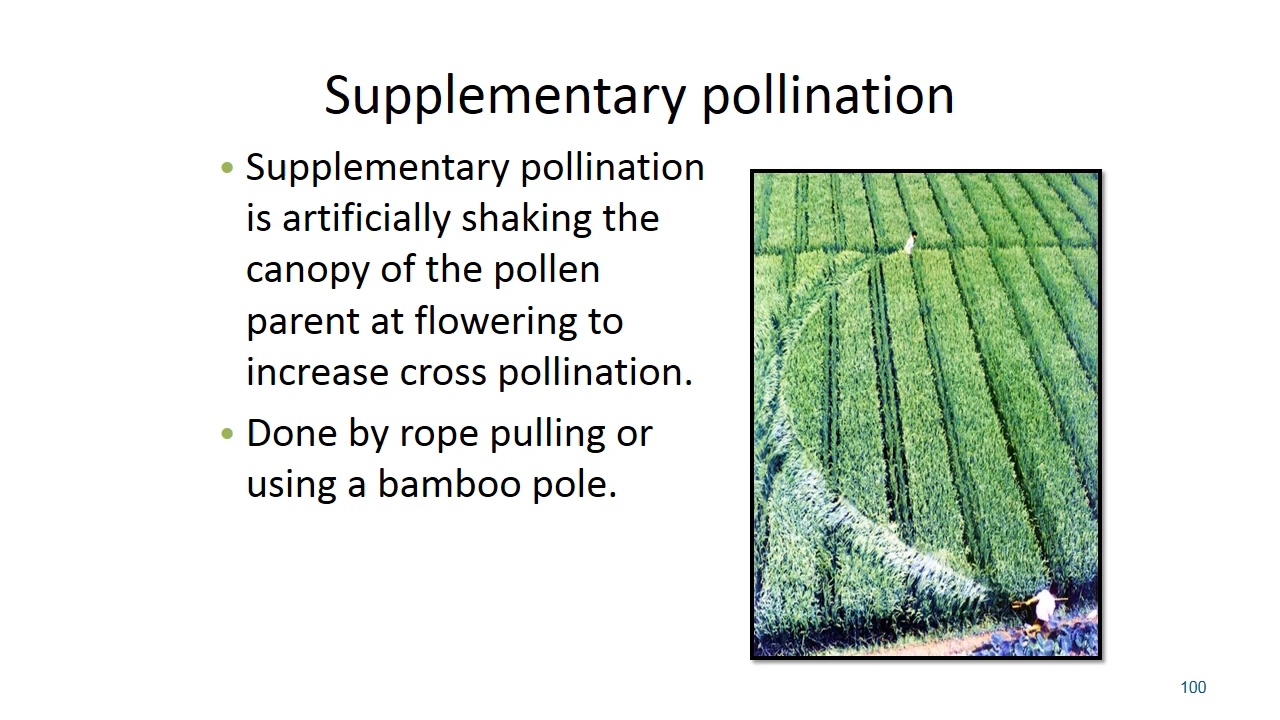 Supplementary pollination
• Supplementary pollination
is artificially shaking the
canopy of the pollen
parent at flowering to
increase cross pollination.
• Done by rope pulling or
using a bamboo pole.
100